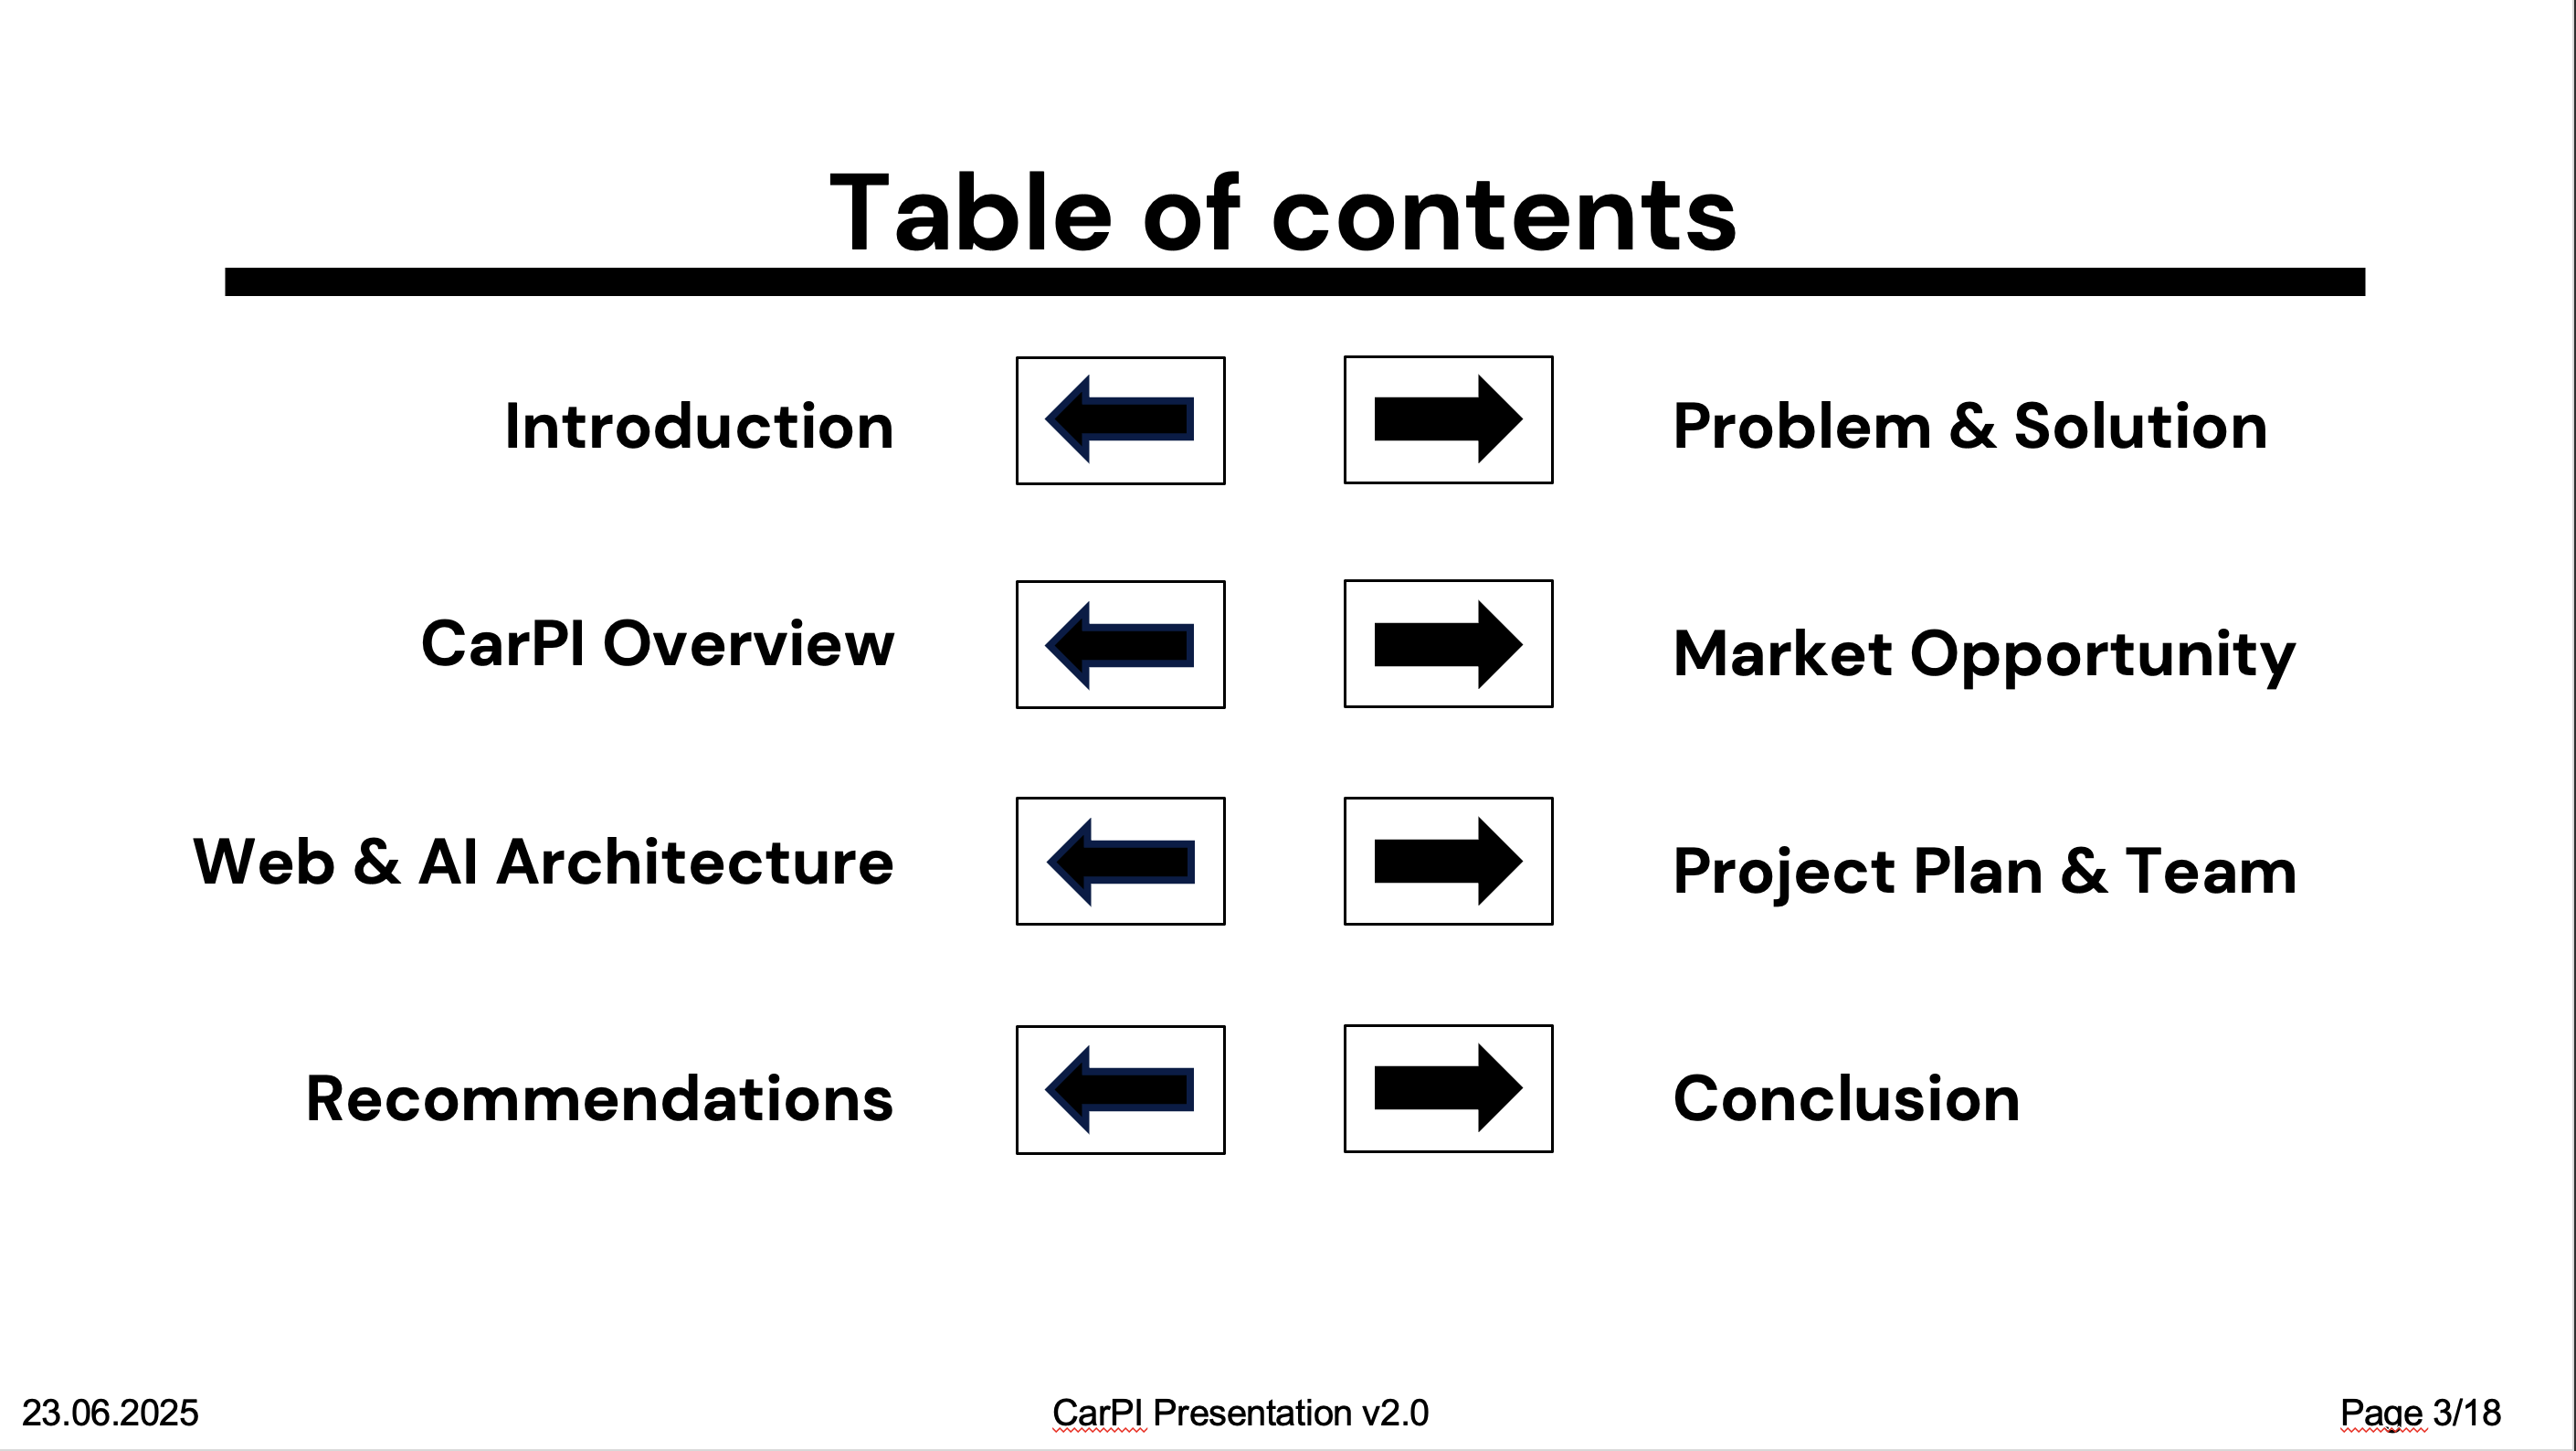 Table of contents
Introduction
Problem & Solution
CarPI Overview
Market Opportunity
Web & AI Architecture
Project Plan & Team
Recommendations
Conclusion
23.06.2025
CarPI Presentation v2.0
Page 3/18